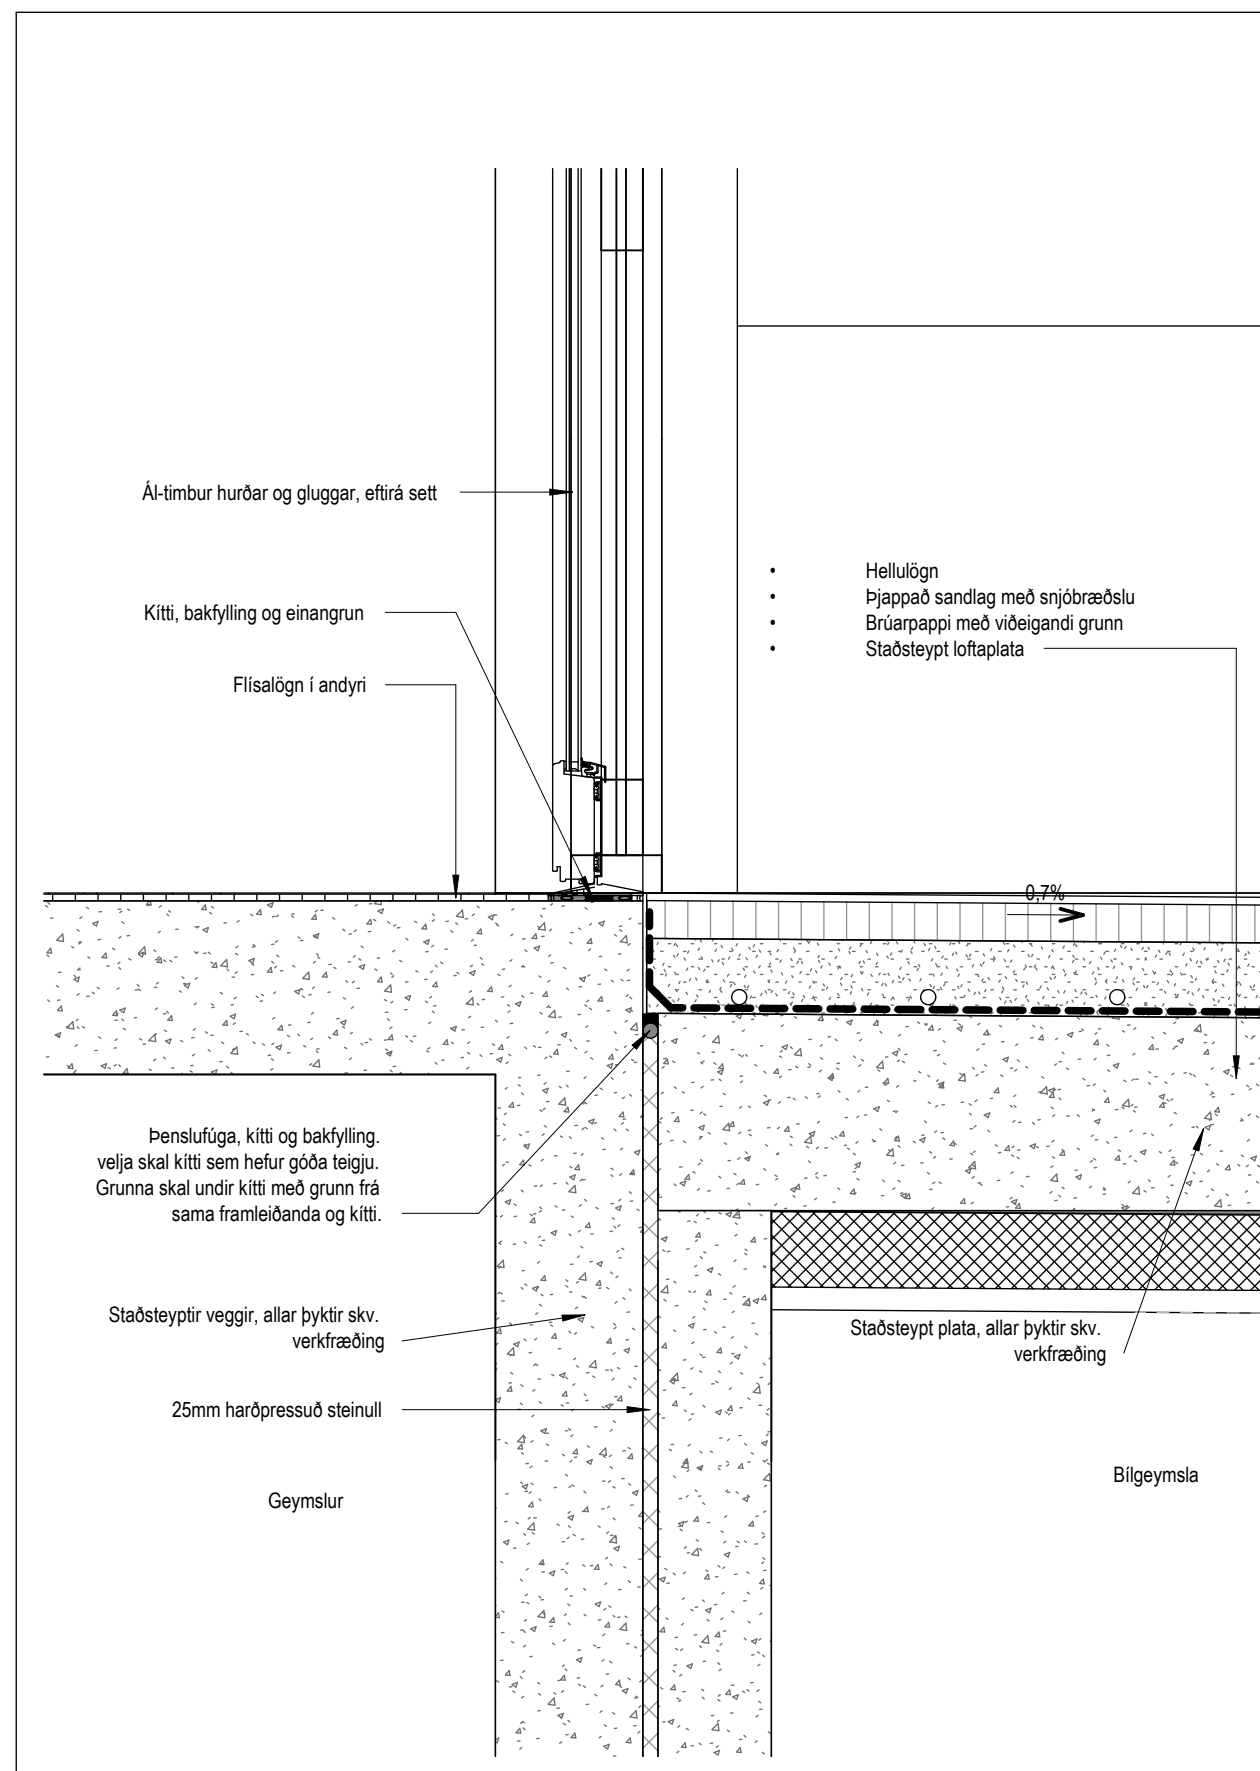 Ál-timbur hurðar og gluggar, eftirá sett
Kítti, bakfylling og einangrun
Flísalögn í andyri
• Hellulögn
• Þjappað sandlag með snjóbræðslu
• Brúarpappi með viðeigandi grunn
• Staðsteypt loftaplata
0,7%
Þenslufúga, kítti og bakfylling.
velja skal kítti sem hefur góða teigju.
Grunna skal undir kítti með grunn frá
sama framleiðanda og kítti.
Staðsteyptir veggir, allar þyktir skv.
verkfræðing
Staðsteypt plata, allar þyktir skv.
verkfræðing
25mm harðpressuð steinull
Bílgeymsla
Geymslur